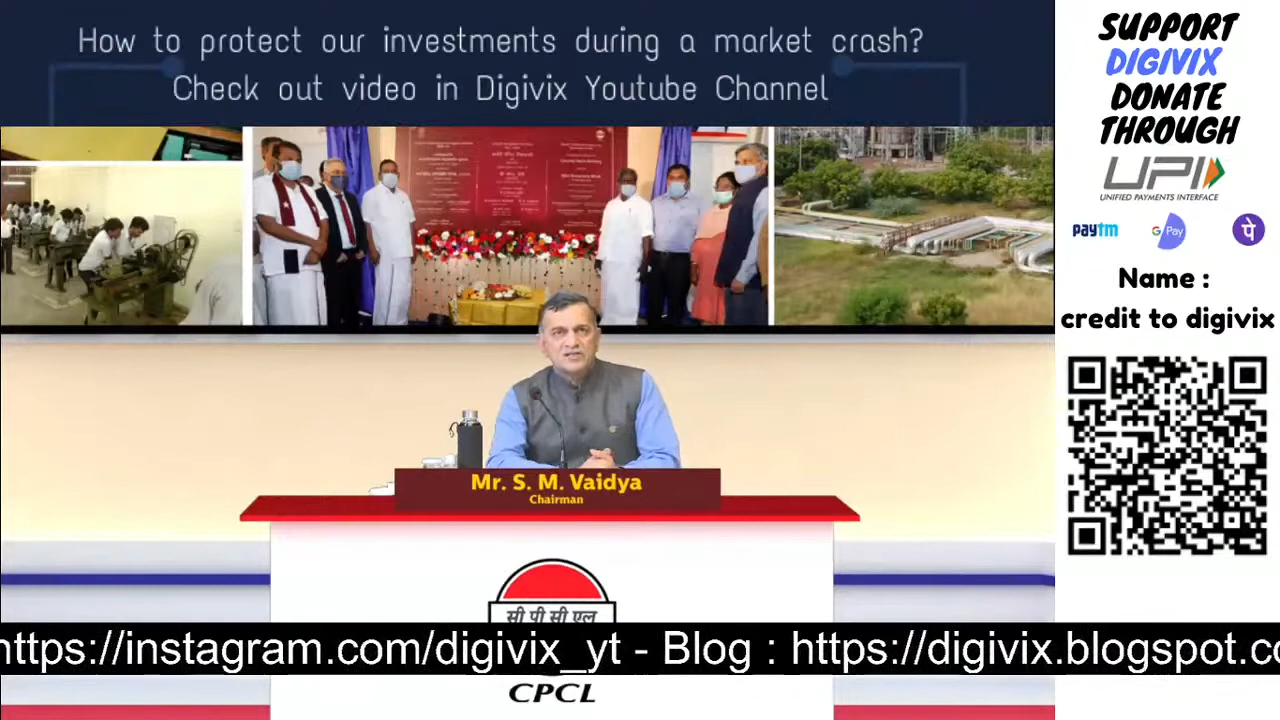 How to protect our investments during a market crash?
Check out video in Digivix Youtube Channel
SUPPORT
DIGIVIX
DONATE
THROUGH
UPI
UNIFIED PAYMENTS INTERFACE
paytm
G Pay
पे
Name :
credit to digivix
Mr. S. M. Vaidya
Chairman
सी पी सी एल
https://instagram.com/digivix_yt - Blog : https://digivix.blogspot.co
CPCL